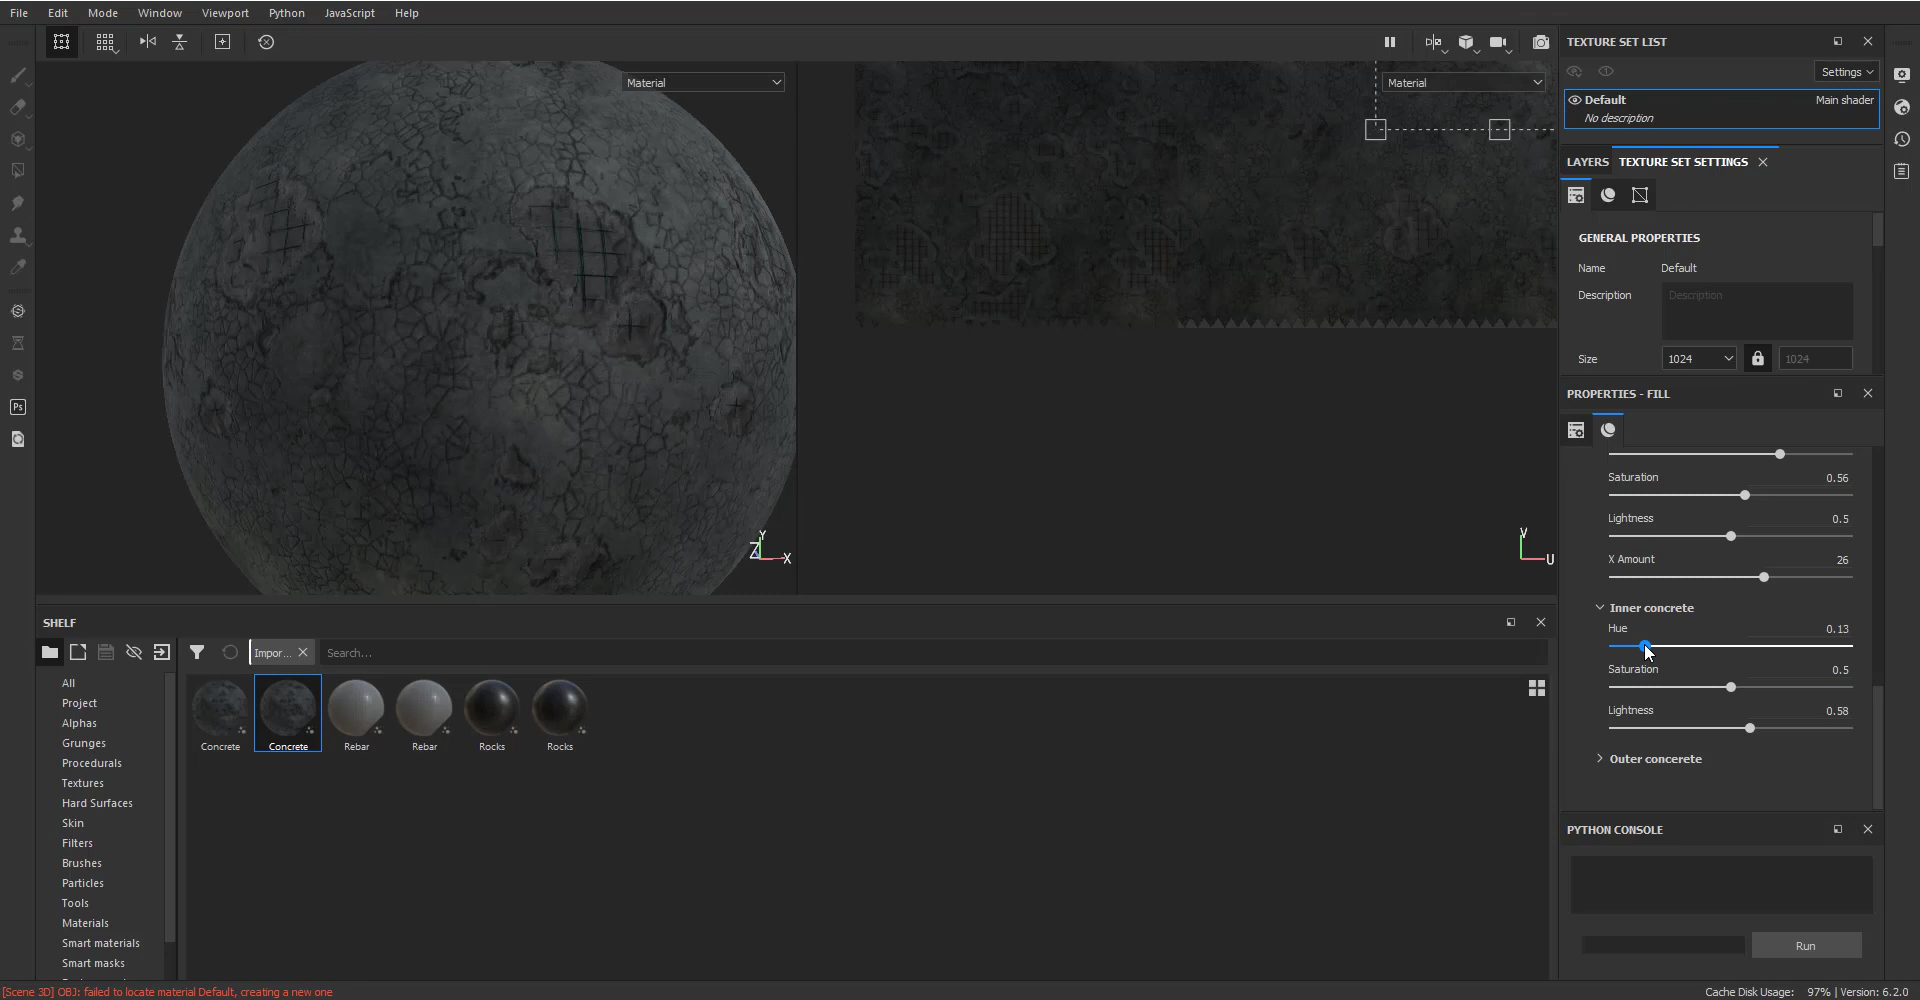 File Edit Mode Window Viewport Python JavaScript Help
Material
Material
TEXTURE SET LIST
Settings
Default Main shader
No description
LAYERS TEXTURE SET SETTINGS
GENERAL PROPERTIES
Name Default
Description Description
Size 1024 1024
PROPERTIES - FILL
Saturation 0.56
Lightness 0.5
X Amount 26
Inner concrete
Hue 0.13
Saturation 0.5
Lightness 0.58
Outer concerete
PYTHON CONSOLE
Run
Y
Z X
V
U
Ps
SHELF
Impor... Search...
All
Project
Alphas
Grunges
Procedurals
Textures
Hard Surfaces
Skin
Filters
Brushes
Particles
Tools
Materials
Smart materials
Smart masks
Concrete Concrete Rebar Rebar Rocks Rocks
[Scene 3D] OBJ: failed to locate material Default, creating a new one
Cache Disk Usage: 97% | Version: 6.2.0